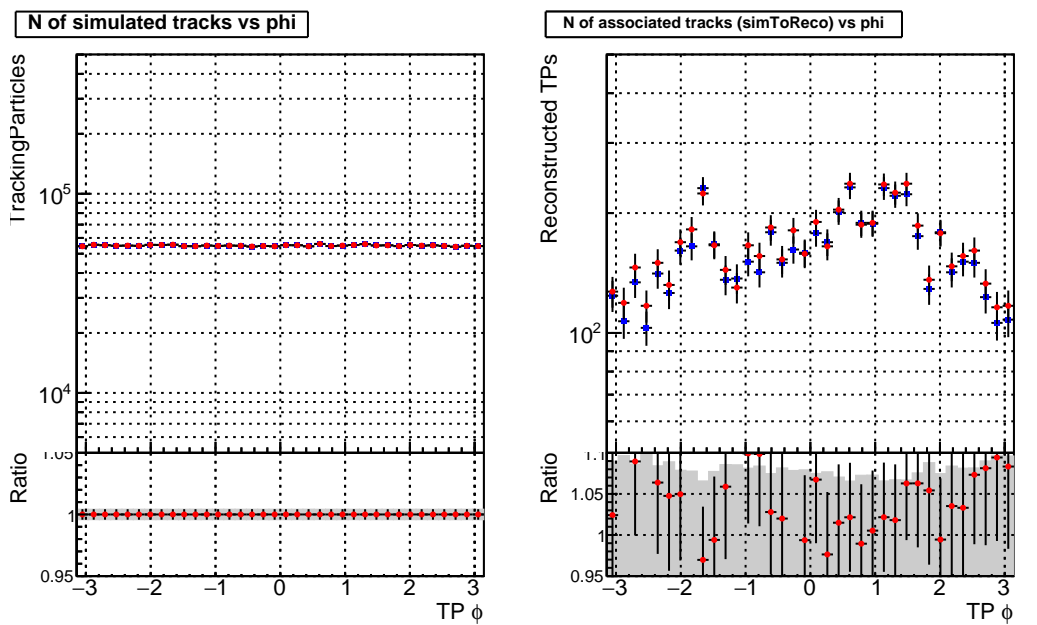 N of simulated tracks vs phi
TrackingParticles
10^5
10^4
Ratio
1.05
1
0.95
−3 −2 −1 0 1 2 3
TP ϕ
N of associated tracks (simToReco) vs phi
Reconstructed TPs
10^2
Ratio
1.1
1.05
1
0.95
−3 −2 −1 0 1 2 3
TP ϕ